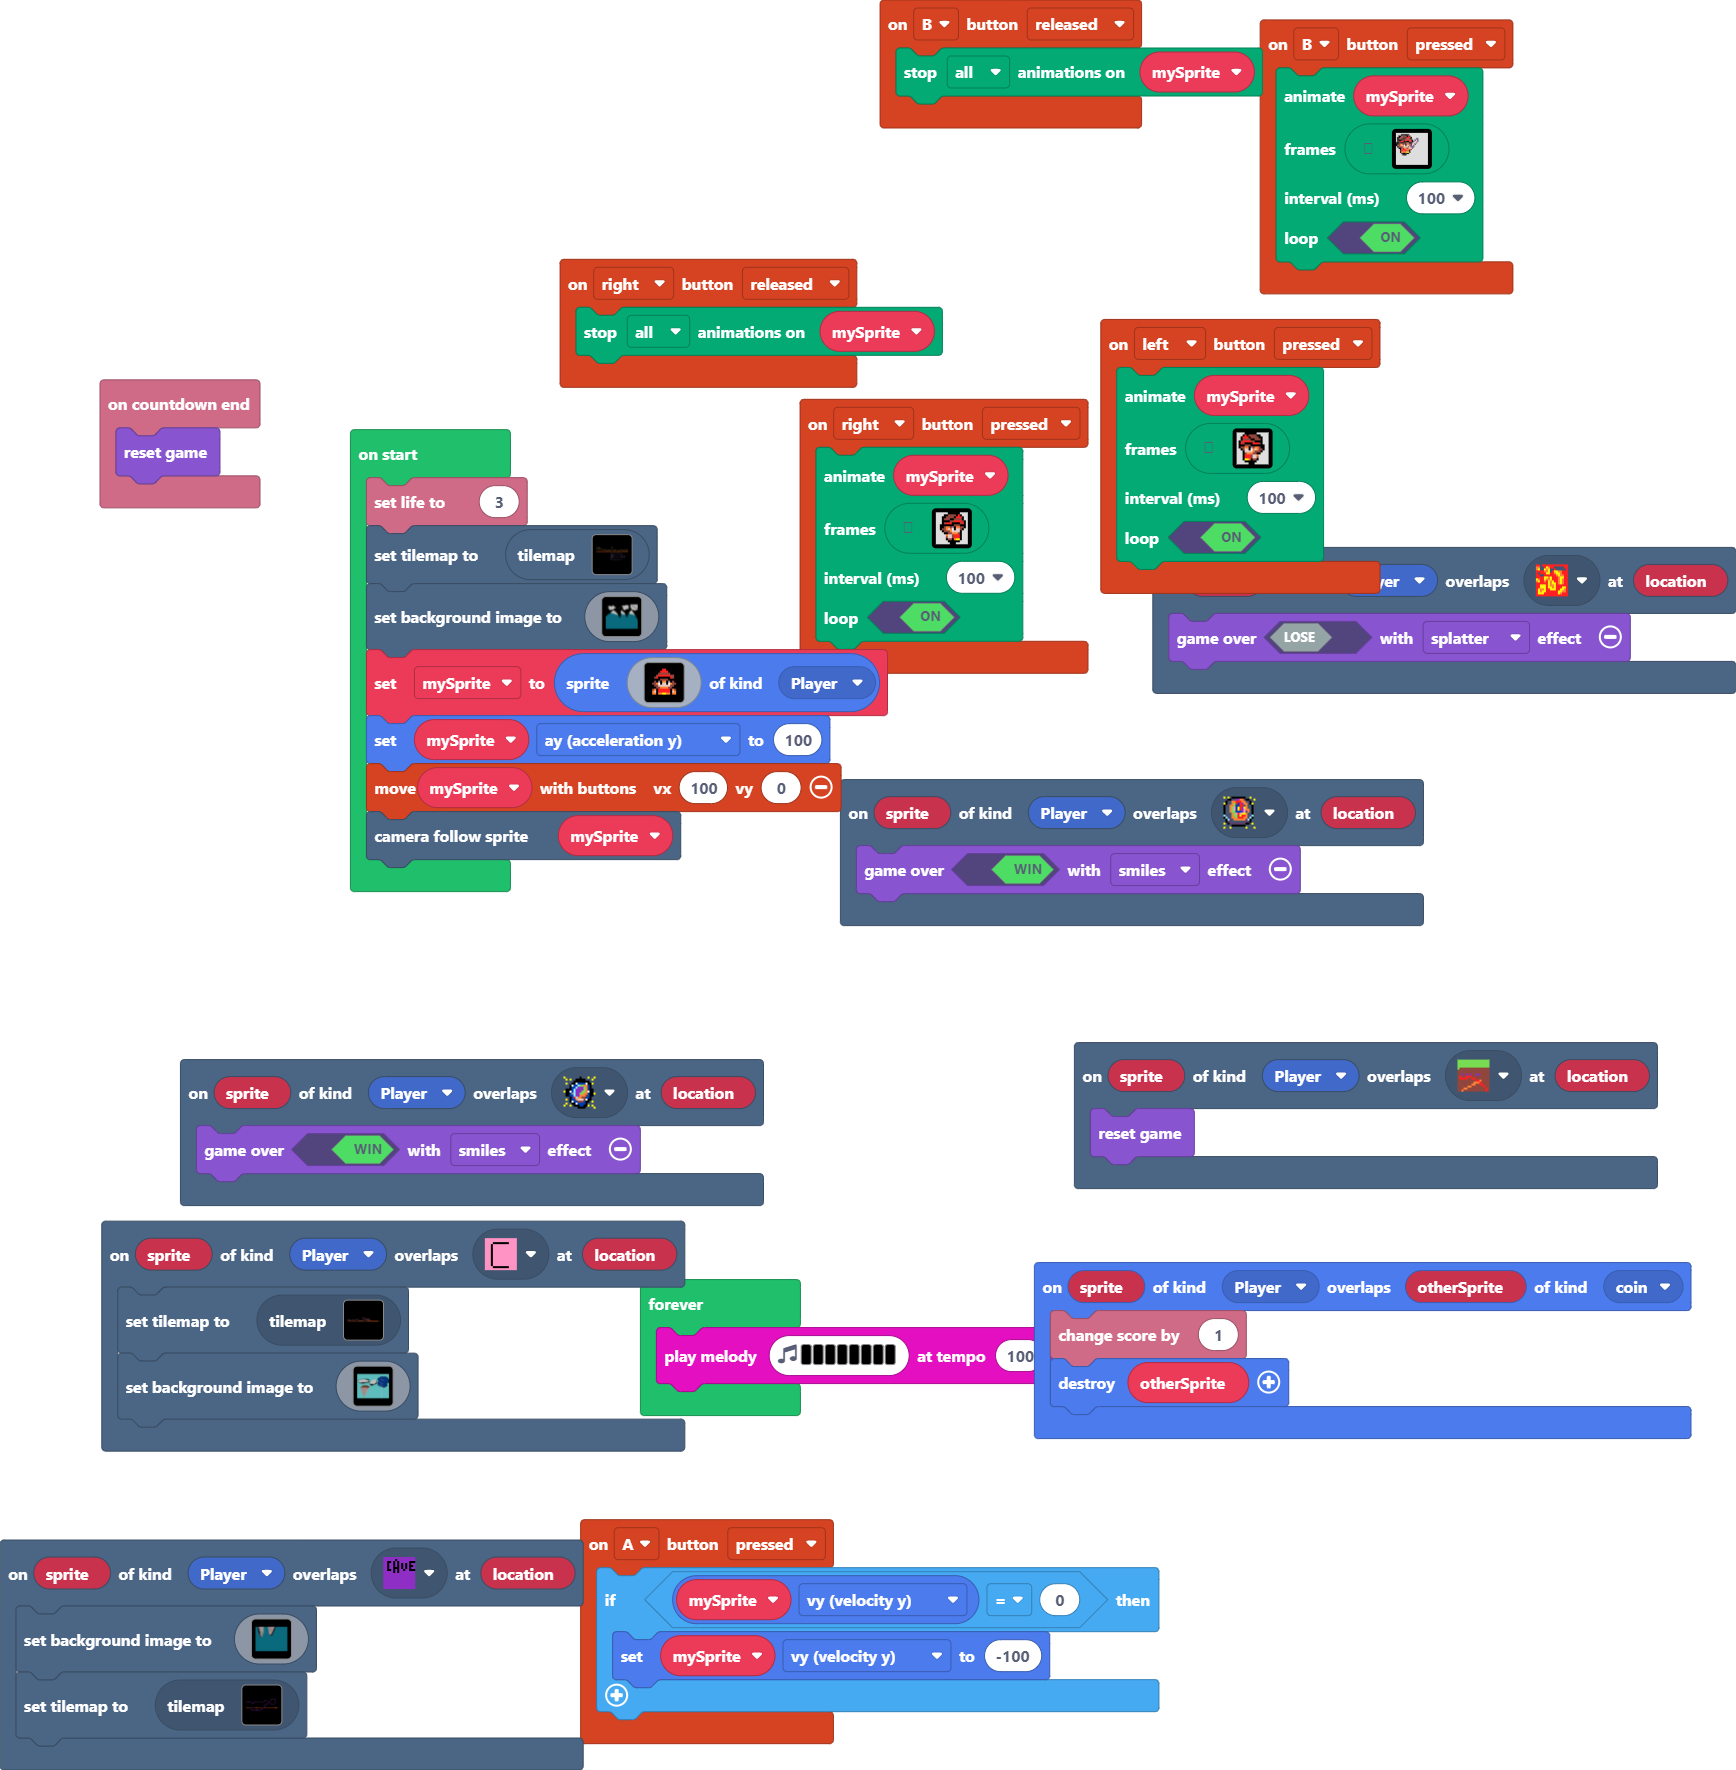 on B button released
stop all animations on mySprite
on B button pressed
animate mySprite
frames
interval (ms) 100
loop ON
on right button released
stop all animations on mySprite
on left button pressed
animate mySprite
frames
interval (ms) 100
loop ON
on countdown end
reset game
on right button pressed
animate mySprite
frames
interval (ms) 100
loop ON
on start
set life to 3
set tilemap to tilemap
set background image to
set mySprite to sprite of kind Player
set mySprite ay (acceleration y) to 100
move mySprite with buttons vx 100 vy 0
camera follow sprite mySprite
overlaps at location
game over LOSE with splatter effect
on sprite of kind Player overlaps at location
game over WIN with smiles effect
on sprite of kind Player overlaps at location
game over WIN with smiles effect
on sprite of kind Player overlaps at location
reset game
on sprite of kind Player overlaps at location
set tilemap to tilemap
set background image to
forever
play melody at tempo 100
on sprite of kind Player overlaps otherSprite of kind coin
change score by 1
destroy otherSprite
on sprite of kind Player overlaps CAVE at location
set background image to
set tilemap to tilemap
on A button pressed
if mySprite vy (velocity y) = 0 then
set mySprite vy (velocity y) to -100